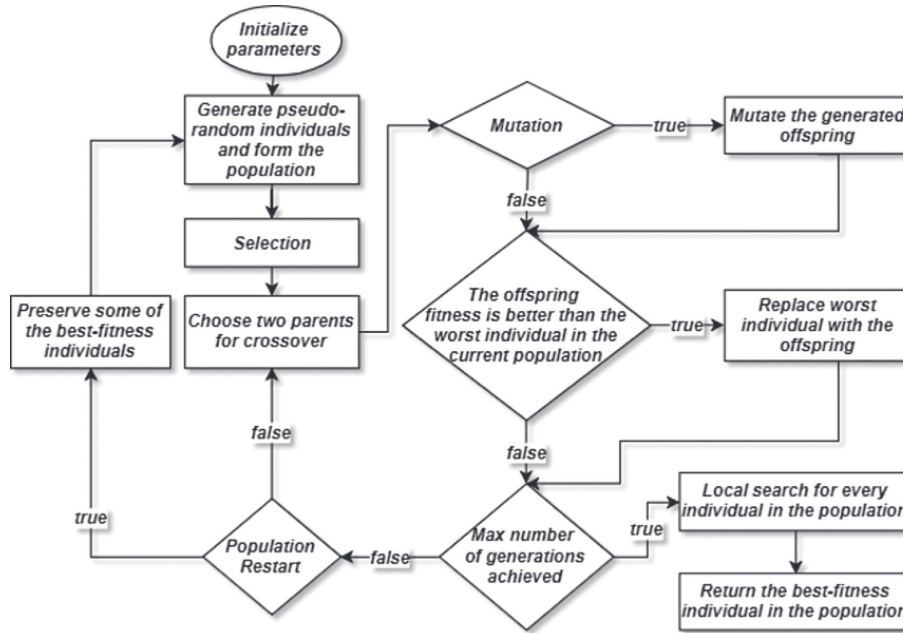 Initialize
parameters
Generate pseudo-
random individuals
and form the
population
Selection
Choose two parents
for crossover
Preserve some of
the best-fitness
individuals
Mutation
true
Mutate the generated
offspring
false
The offspring
fitness is better than the
worst individual in the
current population
true
Replace worst
individual with the
offspring
false
Max number
of generations
achieved
true
Local search for every
individual in the population
Return the best-fitness
individual in the population
false
Population
Restart
false
true